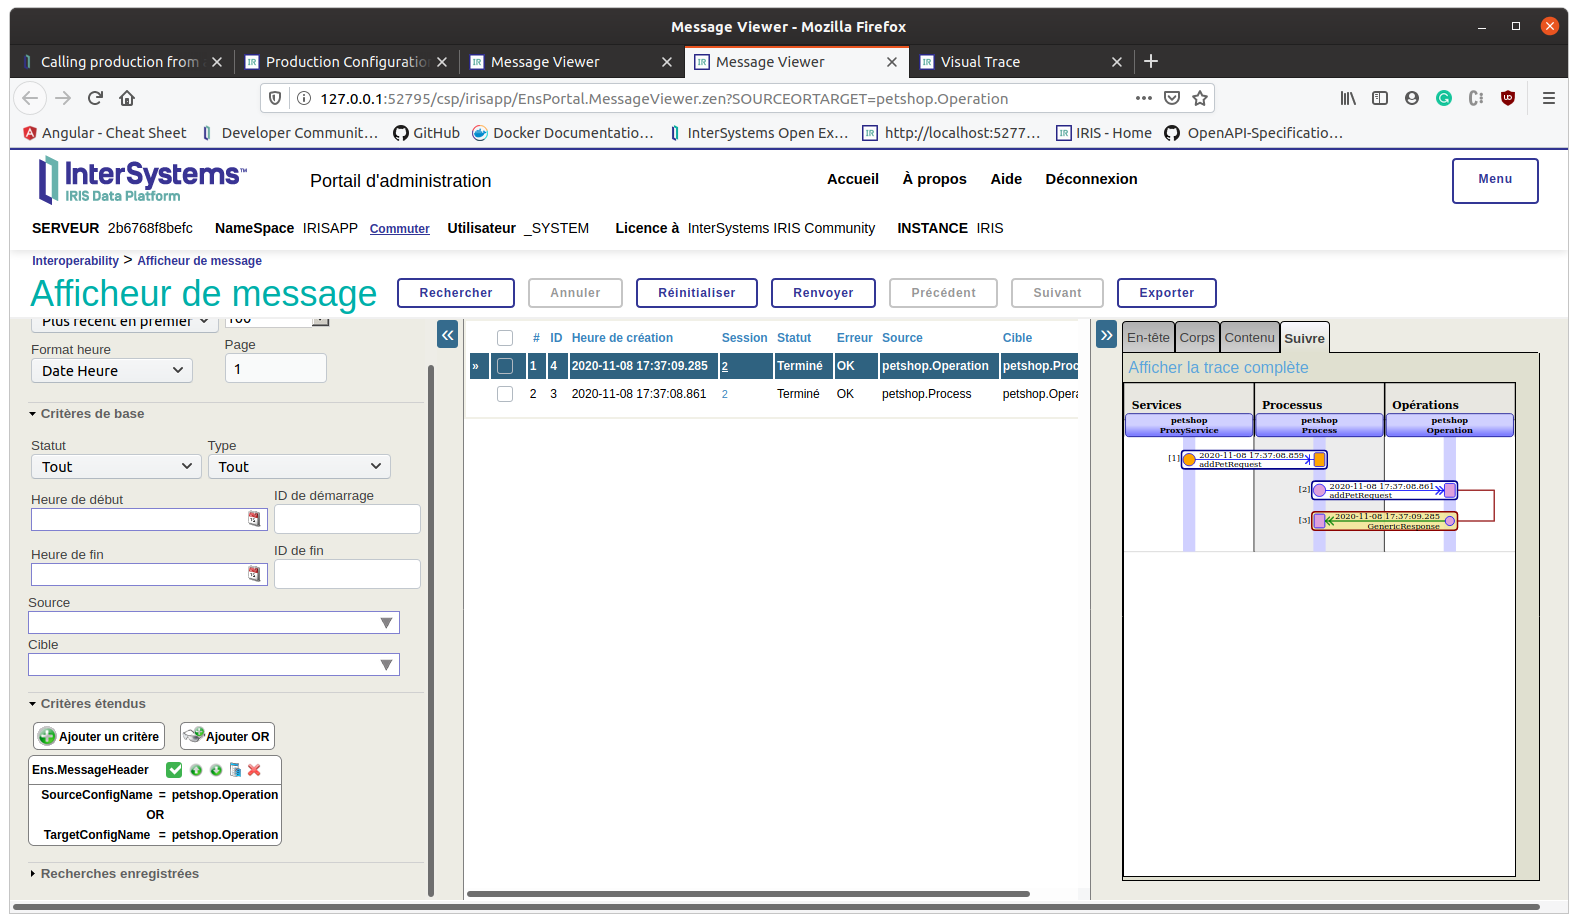 Message Viewer - Mozilla Firefox
Calling production from
Production Configuratio
Message Viewer
Message Viewer
Visual Trace
127.0.0.1:52795/csp/irisapp/EnsPortal.MessageViewer.zen?SOURCEORTARGET=petshop.Operation
Angular - Cheat Sheet
Developer Communit…
GitHub
Docker Documentatio…
InterSystems Open Ex…
http://localhost:5277…
IRIS - Home
OpenAPI-Specificatio…
InterSystems™
IRIS Data Platform
Portail d'administration
Accueil
À propos
Aide
Déconnexion
Menu
SERVEUR 2b6768f8befc NameSpace IRISAPP Commuter Utilisateur _SYSTEM Licence à InterSystems IRIS Community INSTANCE IRIS
Interoperability > Afficheur de message
Afficheur de message
Rechercher
Annuler
Réinitialiser
Renvoyer
Précédent
Suivant
Exporter
Plus récent en premier
100
Format heure
Page
Date Heure
1
Critères de base
Statut
Type
Tout
Tout
Heure de début
ID de démarrage
Heure de fin
ID de fin
Source
Cible
Critères étendus
Ajouter un critère
Ajouter OR
Ens.MessageHeader
SourceConfigName = petshop.Operation
OR
TargetConfigName = petshop.Operation
Recherches enregistrées
# ID Heure de création Session Statut Erreur Source Cible
» 1 4 2020-11-08 17:37:09.285 2 Terminé OK petshop.Operation petshop.Proc
2 3 2020-11-08 17:37:08.861 2 Terminé OK petshop.Process petshop.Opera
En-tête
Corps
Contenu
Suivre
Afficher la trace complète
Services
Processus
Opérations
petshop
ProxyService
petshop
Process
petshop
Operation
[1] 2020-11-08 17:37:08.859
addPetRequest
[2] 2020-11-08 17:37:08.861
addPetRequest
[3] 2020-11-08 17:37:09.285
GenericResponse